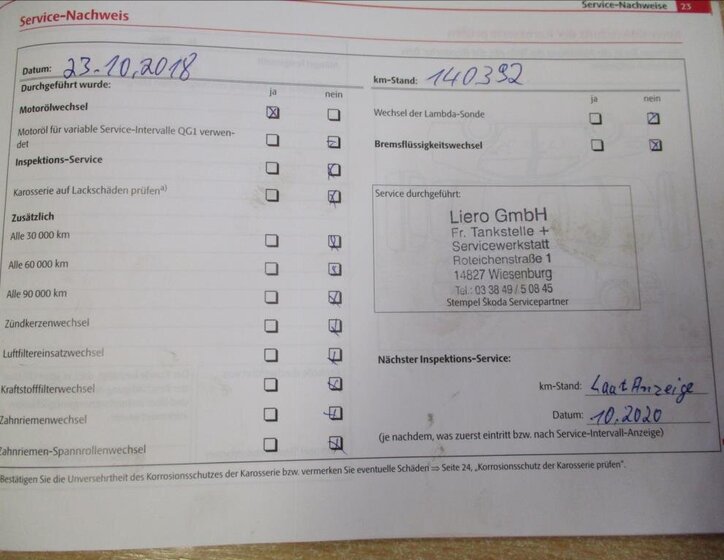 Service-Nachweise 23
Service-Nachweis
Datum: 23.10.2018
km-Stand: 140392
Durchgeführt wurde:
ja nein
ja nein
Motorölwechsel
Wechsel der Lambda-Sonde
Motoröl für variable Service-Intervalle QG1 verwen-
det
Bremsflüssigkeitswechsel
Inspektions-Service
Karosserie auf Lackschäden prüfena)
Zusätzlich
Alle 30 000 km
Alle 60 000 km
Alle 90 000 km
Zündkerzenwechsel
Luftfiltereinsatzwechsel
Kraftstofffilterwechsel
Zahnriemenwechsel
Zahnriemen-Spannrollenwechsel
Service durchgeführt:
Liero GmbH
Fr. Tankstelle +
Servicewerkstatt
Roteichenstraße 1
14827 Wiesenburg
Tel.: 03 38 49 / 5 08 45
Stempel Škoda Servicepartner
Nächster Inspektions-Service:
km-Stand: Laut Anzeige
Datum: 10.2020
(je nachdem, was zuerst eintritt bzw. nach Service-Intervall-Anzeige)
Bestätigen Sie die Unversehrtheit des Korrosionsschutzes der Karosserie bzw. vermerken Sie eventuelle Schäden ⇒ Seite 24, „Korrosionsschutz der Karosserie prüfen“.